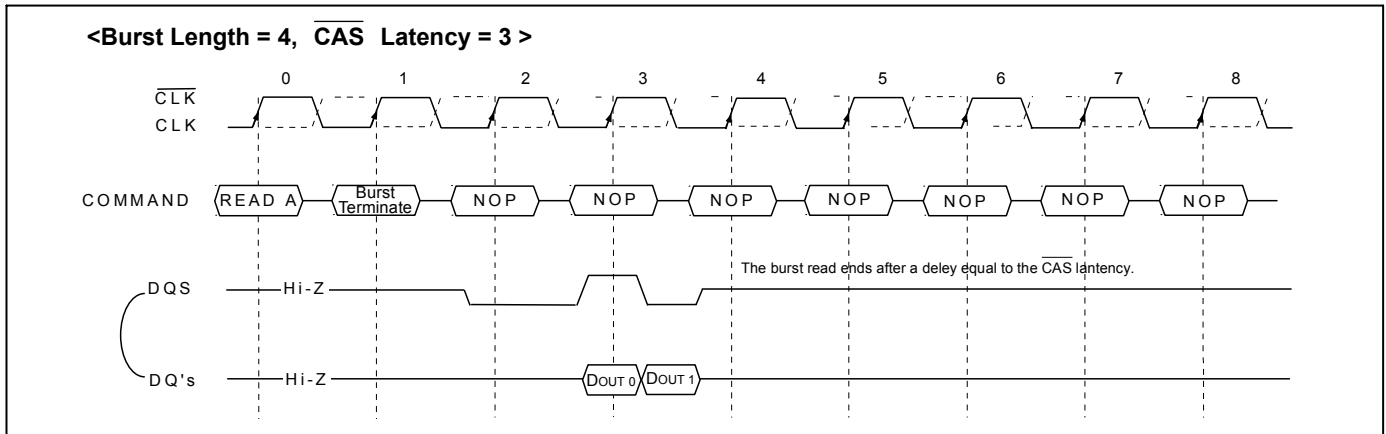 <Burst Length = 4, CAS Latency = 3 >
0 1 2 3 4 5 6 7 8
CLK
CLK
COMMAND READ A Burst Terminate NOP NOP NOP NOP NOP NOP NOP
The burst read ends after a deley equal to the CAS lantency.
DQS Hi-Z
DQ's Hi-Z DOUT 0 DOUT 1